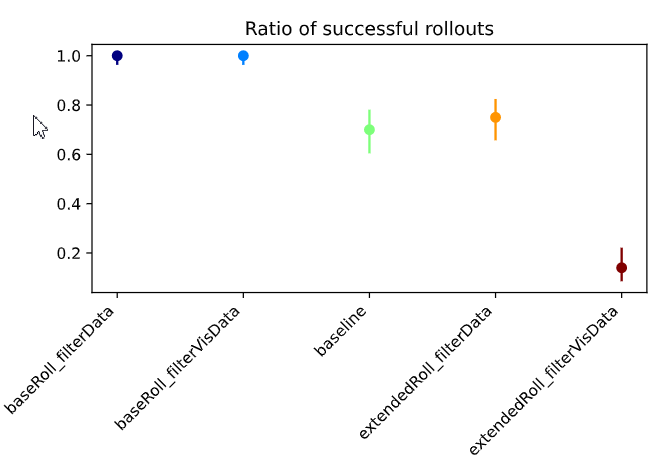 Ratio of successful rollouts
1.0
0.8
0.6
0.4
0.2
baseRoll_filterData
baseRoll_filterVisData
baseline
extendedRoll_filterData
extendedRoll_filterVisData